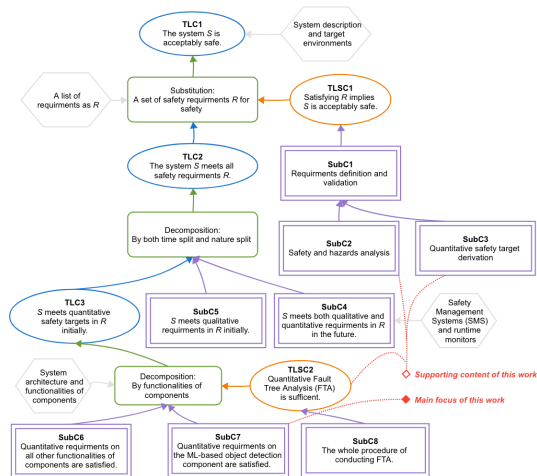 TLC1
The system S is
acceptably safe.
System description
and target
environments
A list of
requirments as R
Substitution:
A set of safety requirments R for
safety
TLSC1
Satisfying R implies
S is acceptably safe.
TLC2
The system S meets all
safety requirments R.
SubC1
Requirments definition and
validation
Decomposition:
By both time split and nature split
SubC2
Safety and hazards analysis
SubC3
Quantitative safety target
derivation
TLC3
S meets quantitative
safety targets in R
initially.
SubC5
S meets qualitative
requirments in R initially.
SubC4
S meets both qualitative and
quantitative requirments in R
in the future.
Safety
Management
Systems (SMS)
and runtime
monitors
System
architecture and
functionalities of
components
Decomposition:
By functionalities of
components
TLSC2
Quantitative Fault
Tree Analysis (FTA)
is sufficent.
Supporting content of this work
Main focus of this work
SubC6
Quantitative requirments on
all other functionalities of
components are satisfied.
SubC7
Quantitative requirments on
the ML-based object detection
component are satisfied.
SubC8
The whole procedure of
conducting FTA.